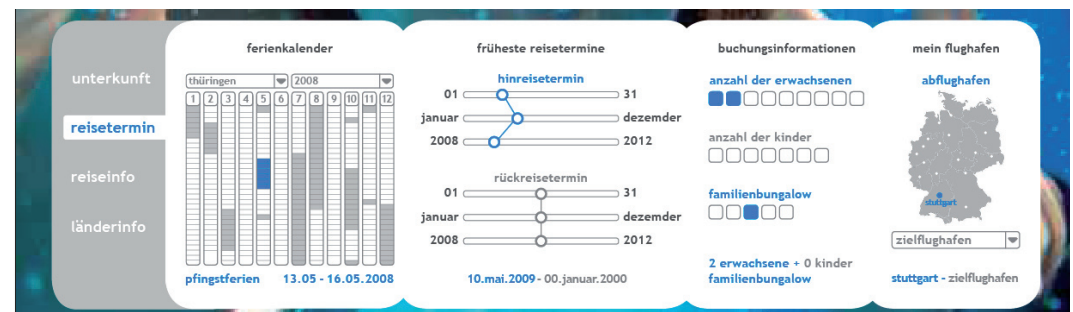 unterkunft
reisetermin
reiseinfo
länderinfo
ferienkalender
thüringen 2008
1 2 3 4 5 6 7 8 9 10 11 12
pfingstferien 13.05 - 16.05.2008
früheste reisetermine
hinreisetermin
01 31
januar dezember
2008 2012
rückreisetermin
01 31
januar dezember
2008 2012
10.mai.2009 - 00.januar.2000
buchungsinformationen
anzahl der erwachsenen
anzahl der kinder
familienbungalow
2 erwachsene + 0 kinder
familienbungalow
mein flughafen
abflughafen
stuttgart
zielflughafen
stuttgart - zielflughafen